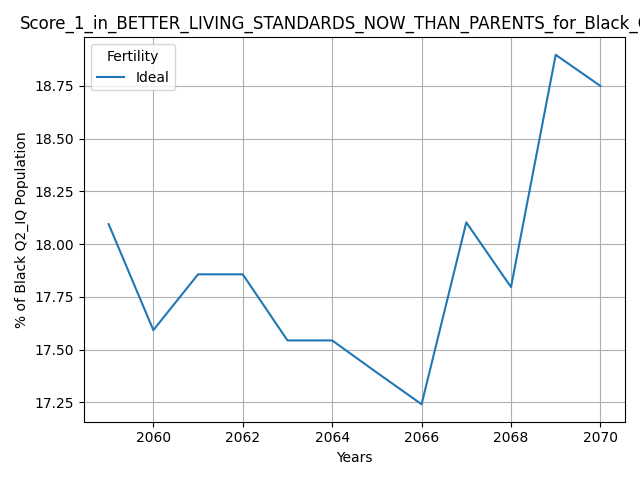 Score_1_in_BETTER_LIVING_STANDARDS_NOW_THAN_PARENTS_for_Black_
Fertility
Ideal
% of Black Q2_IQ Population
18.75
18.50
18.25
18.00
17.75
17.50
17.25
2060
2062
2064
2066
2068
2070
Years